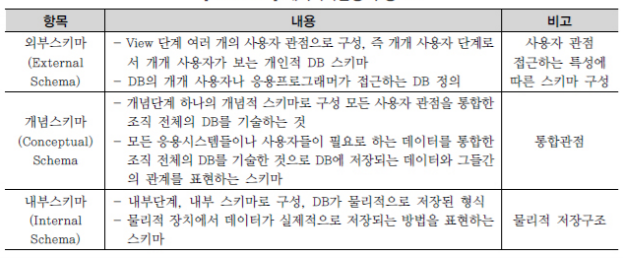 항목 내용 비고
외부스키마
(External
Schema)
- View 단계 여러 개의 사용자 관점으로 구성, 즉 개개 사용자 단계로
서 개개 사용자가 보는 개인적 DB 스키마
- DB의 개개 사용자나 응용프로그래머가 접근하는 DB 정의
사용자 관점
접근하는 특성에
따른 스키마 구성
개념스키마
(Conceptual)
Schema
- 개념단계 하나의 개념적 스키마로 구성 모든 사용자 관점을 통합한
조직 전체의 DB를 기술하는 것
- 모든 응용시스템들이나 사용자들이 필요로 하는 데이터를 통합한
조직 전체의 DB를 기술한 것으로 DB에 저장되는 데이터와 그들간
의 관계를 표현하는 스키마
통합관점
내부스키마
(Internal
Schema)
- 내부단계, 내부 스키마로 구성, DB가 물리적으로 저장된 형식
- 물리적 장치에서 데이터가 실제적으로 저장되는 방법을 표현하는
스키마
물리적 저장구조